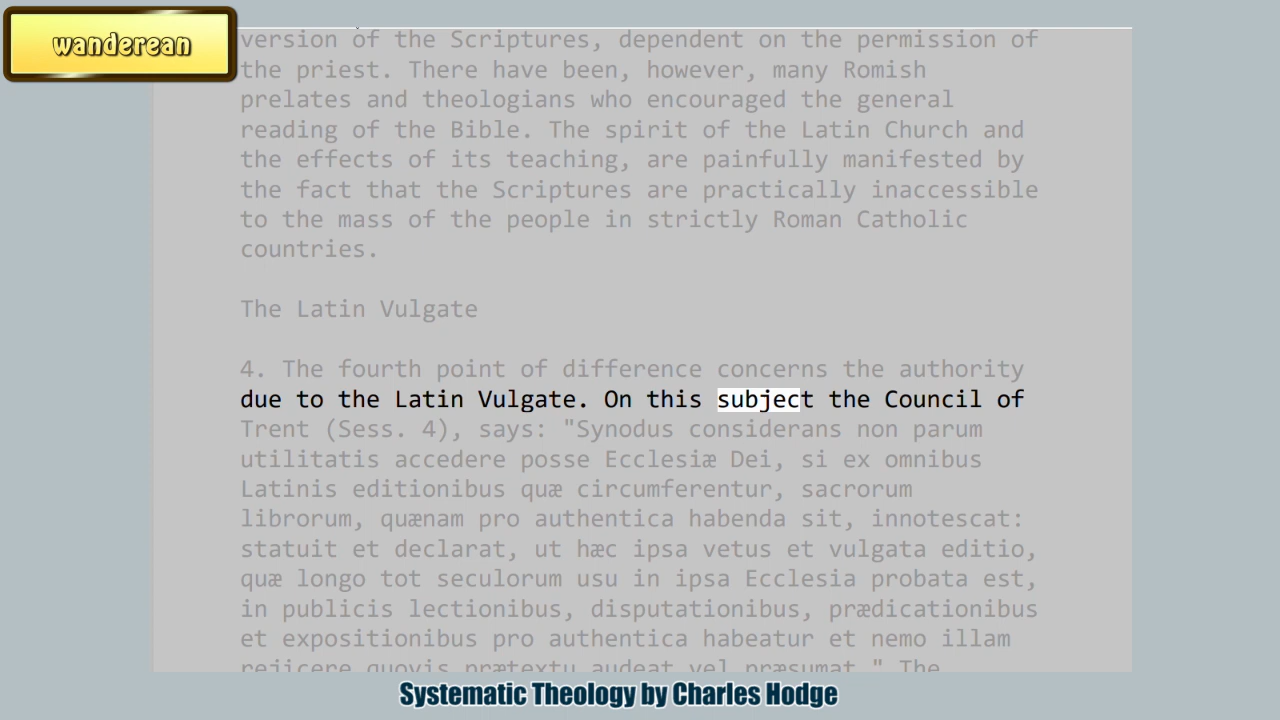 wanderean
version of the Scriptures, dependent on the permission of
the priest. There have been, however, many Romish
prelates and theologians who encouraged the general
reading of the Bible. The spirit of the Latin Church and
the effects of its teaching, are painfully manifested by
the fact that the Scriptures are practically inaccessible
to the mass of the people in strictly Roman Catholic
countries.
The Latin Vulgate
4. The fourth point of difference concerns the authority
due to the Latin Vulgate. On this subject the Council of
Trent (Sess. 4), says: "Synodus considerans non parum
utilitatis accedere posse Ecclesiæ Dei, si ex omnibus
Latinis editionibus quæ circumferentur, sacrorum
librorum, quænam pro authentica habenda sit, innotescat:
statuit et declarat, ut hæc ipsa vetus et vulgata editio,
quæ longo tot seculorum usu in ipsa Ecclesia probata est,
in publicis lectionibus, disputationibus, prædicationibus
et expositionibus pro authentica habeatur et nemo illam
rejicere quovis prætextu audeat vel præsumat." The
Systematic Theology by Charles Hodge